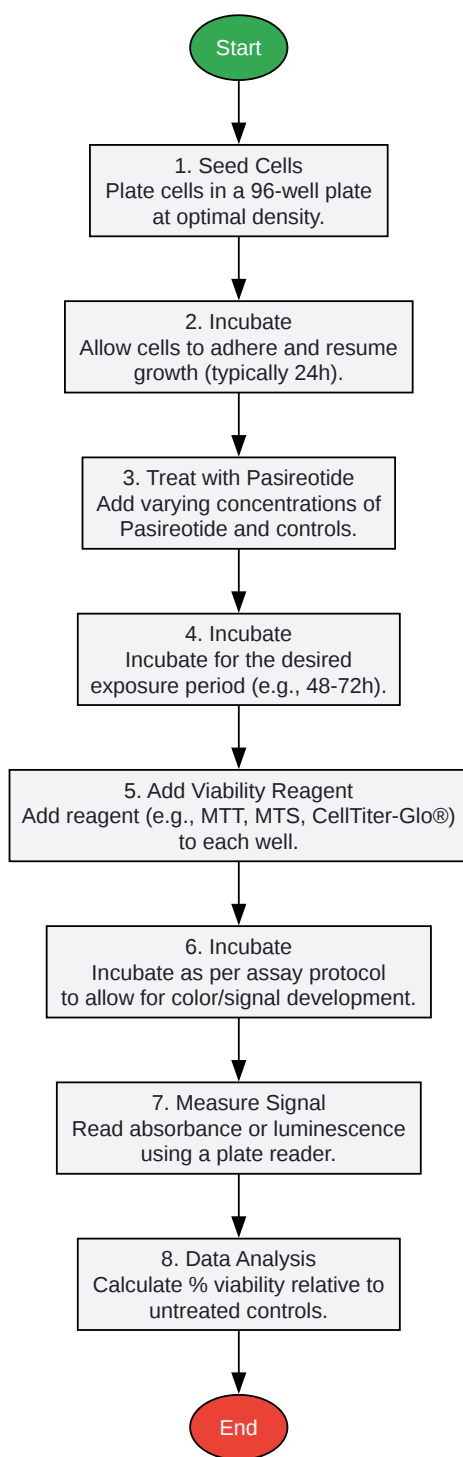 Start
1. Seed Cells
Plate cells in a 96-well plate
at optimal density.
2. Incubate
Allow cells to adhere and resume
growth (typically 24h).
3. Treat with Pasireotide
Add varying concentrations of
Pasireotide and controls.
4. Incubate
Incubate for the desired
exposure period (e.g., 48-72h).
5. Add Viability Reagent
Add reagent (e.g., MTT, MTS, CellTiter-Glo®)
to each well.
6. Incubate
Incubate as per assay protocol
to allow for color/signal development.
7. Measure Signal
Read absorbance or luminescence
using a plate reader.
8. Data Analysis
Calculate % viability relative to
untreated controls.
End